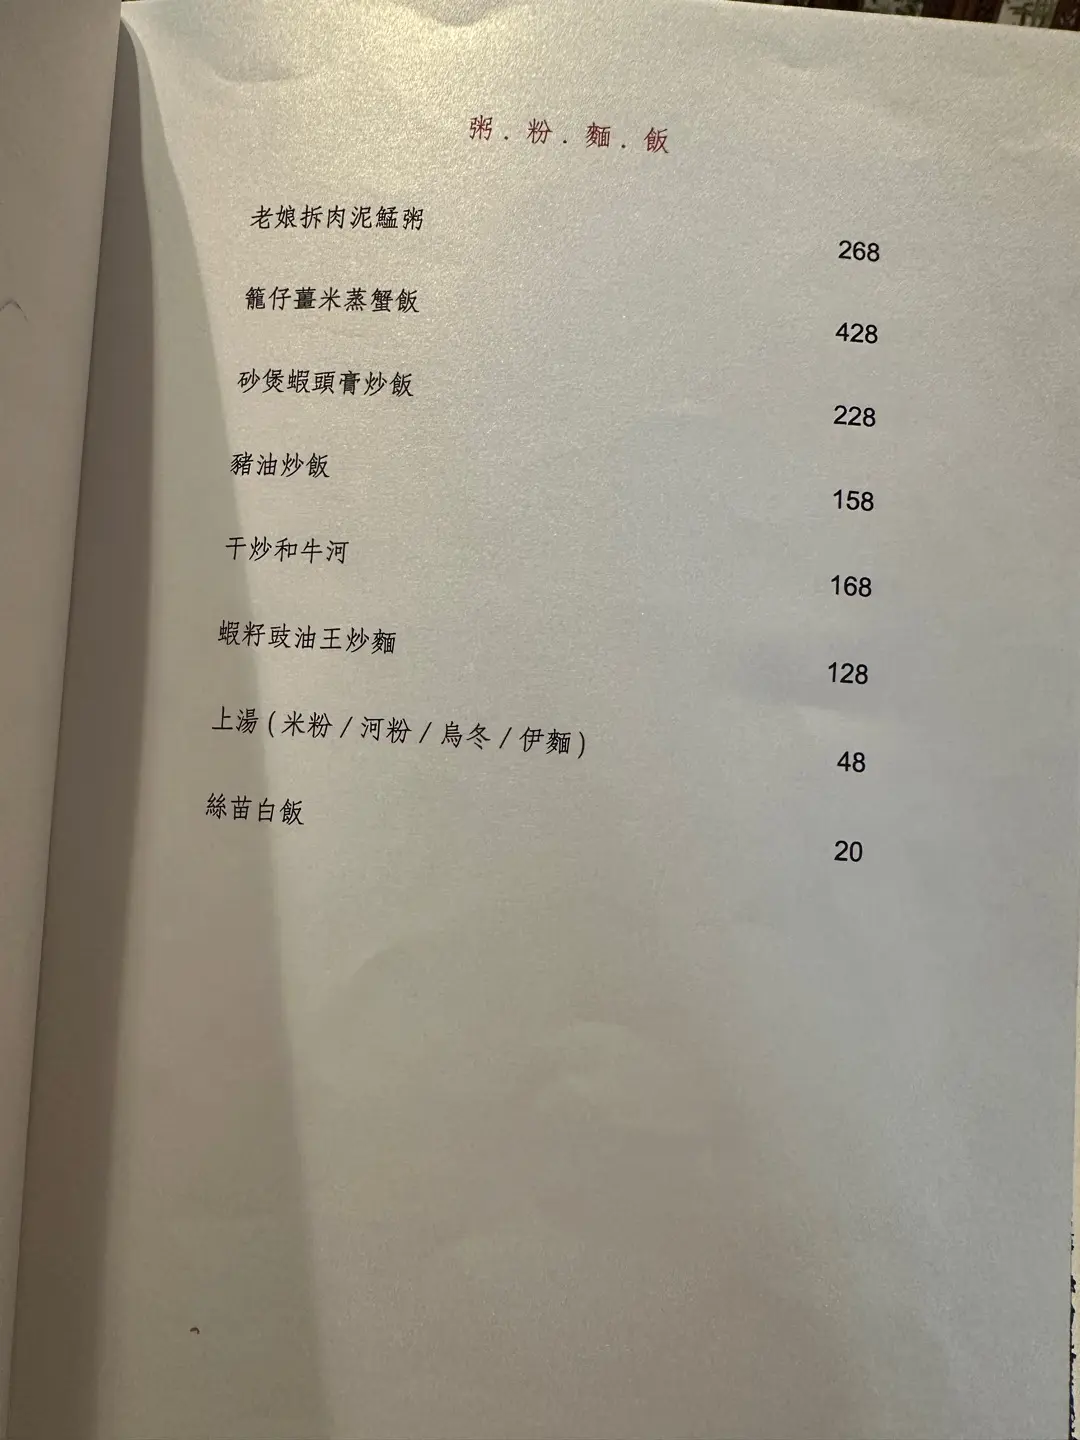 粥 . 粉 . 麵 . 飯
老娘拆肉泥鯭粥
268
籠仔薑米蒸蟹飯
428
砂煲蝦頭膏炒飯
228
豬油炒飯
158
干炒和牛河
168
蝦籽豉油王炒麵
128
上湯 ( 米粉 / 河粉 / 烏冬 / 伊麵 )
48
絲苗白飯
20